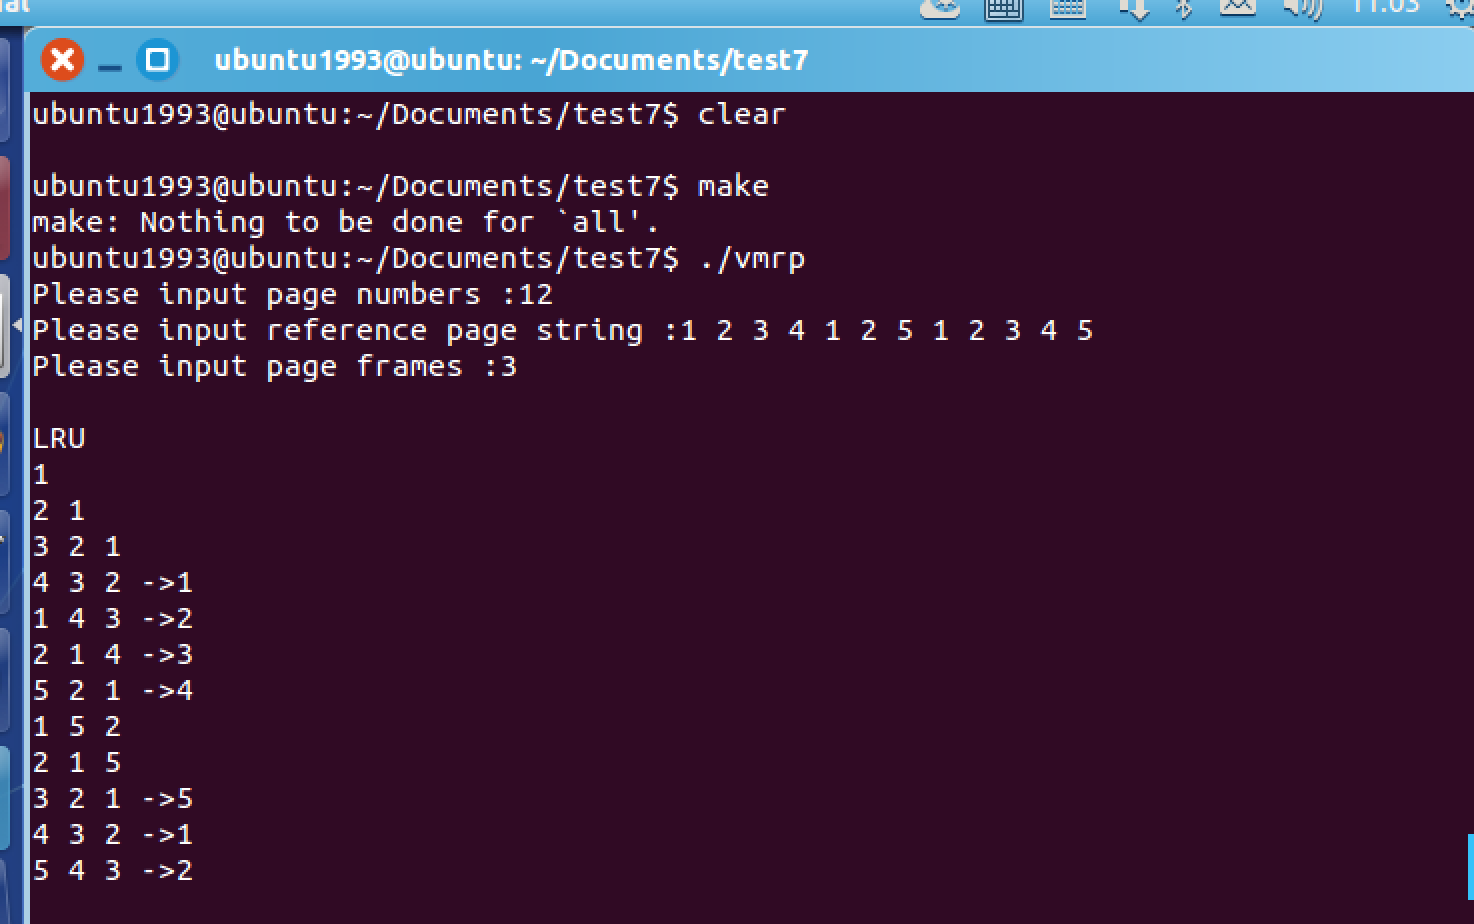 11:03
ubuntu1993@ubuntu: ~/Documents/test7
ubuntu1993@ubuntu:~/Documents/test7$ clear
ubuntu1993@ubuntu:~/Documents/test7$ make
make: Nothing to be done for `all'.
ubuntu1993@ubuntu:~/Documents/test7$ ./vmrp
Please input page numbers :12
Please input reference page string :1 2 3 4 1 2 5 1 2 3 4 5
Please input page frames :3
LRU
1
2 1
3 2 1
4 3 2 ->1
1 4 3 ->2
2 1 4 ->3
5 2 1 ->4
1 5 2
2 1 5
3 2 1 ->5
4 3 2 ->1
5 4 3 ->2